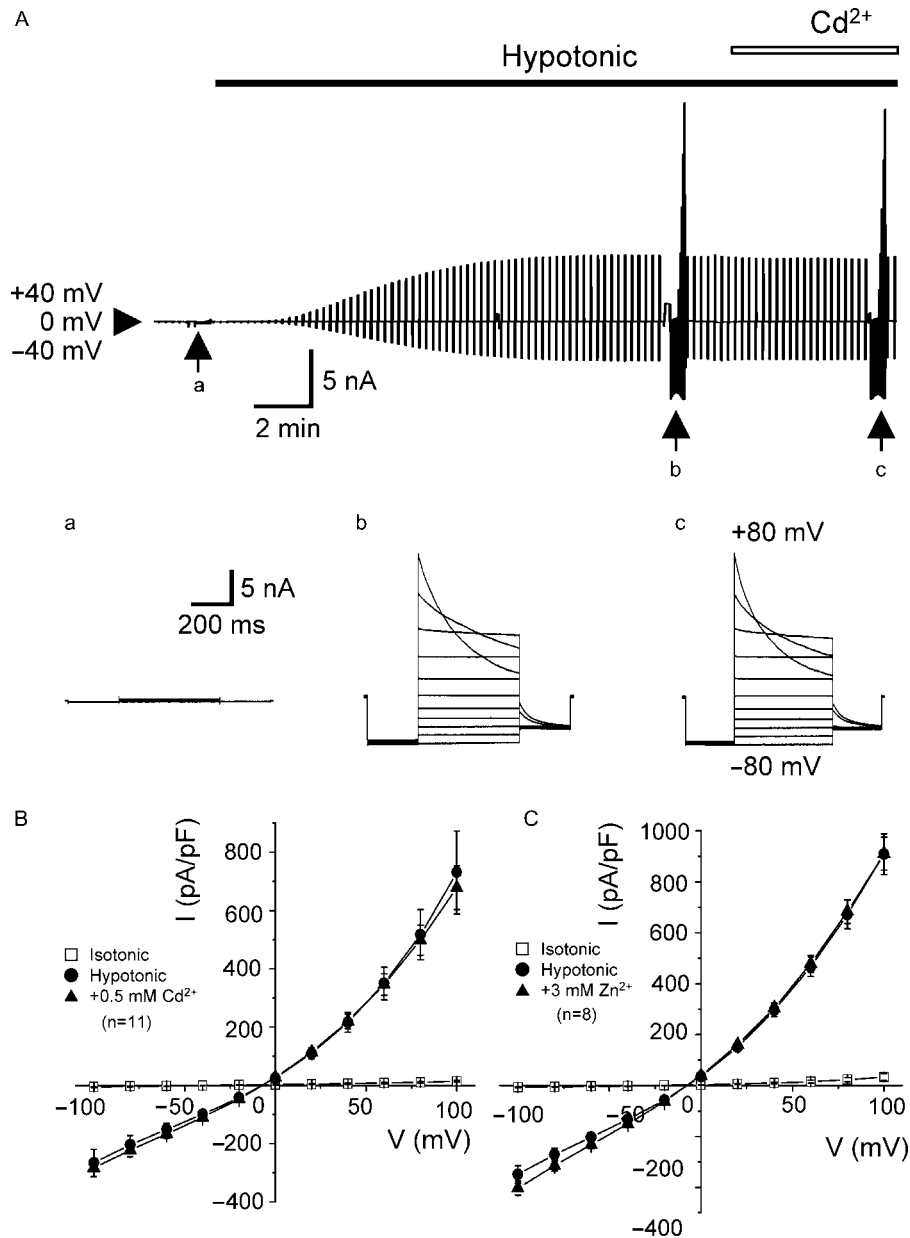 A
Cd²⁺
Hypotonic
+40 mV
0 mV
−40 mV
a
5 nA
2 min
b
c
a
5 nA
200 ms
b
c
+80 mV
−80 mV
B
I (pA/pF)
800
600
400
200
−100
−50
0
50
100
−200
−400
V (mV)
Isotonic
Hypotonic
+0.5 mM Cd²⁺
(n=11)
C
I (pA/pF)
1000
800
600
400
200
−100
−50
0
50
100
−200
−400
V (mV)
Isotonic
Hypotonic
+3 mM Zn²⁺
(n=8)